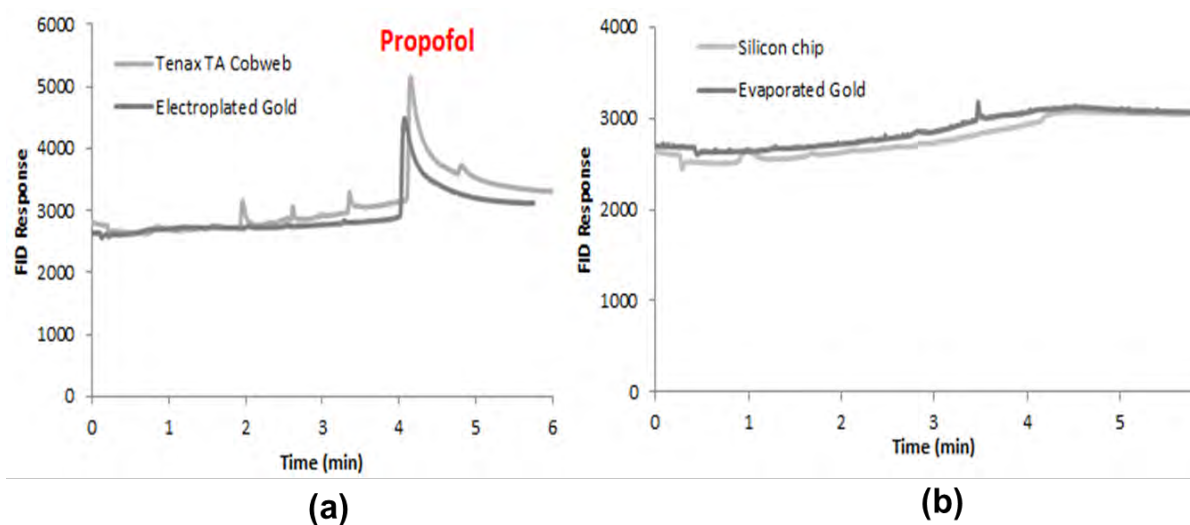 6000
5000
4000
3000
2000
1000
0
FID Response
Tenax TA Cobweb
Electroplated Gold
Propofol
0 1 2 3 4 5 6
Time (min)
(a)
4000
3000
2000
1000
0
FID Response
Silicon chip
Evaporated Gold
0 1 2 3 4 5
Time (min)
(b)